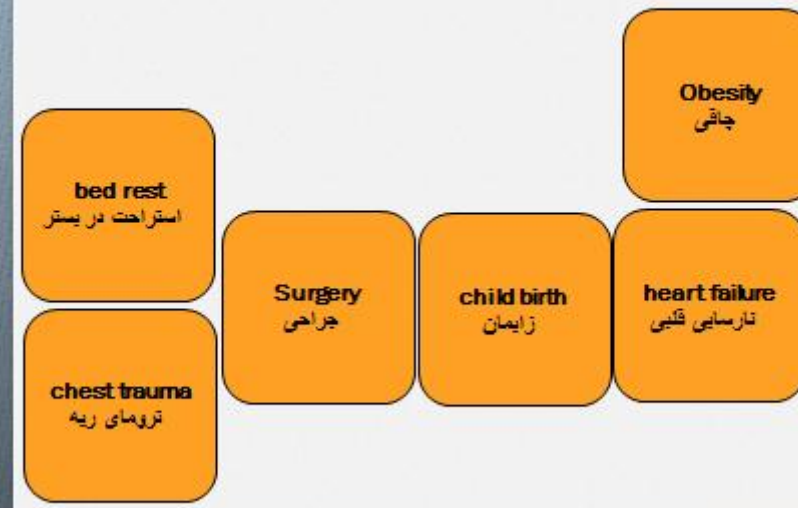 Obesity
چاقی
bed rest
استراحت در بستر
Surgery
جراحی
child birth
زایمان
heart failure
نارسایی قلبی
chest trauma
ترومای ریه